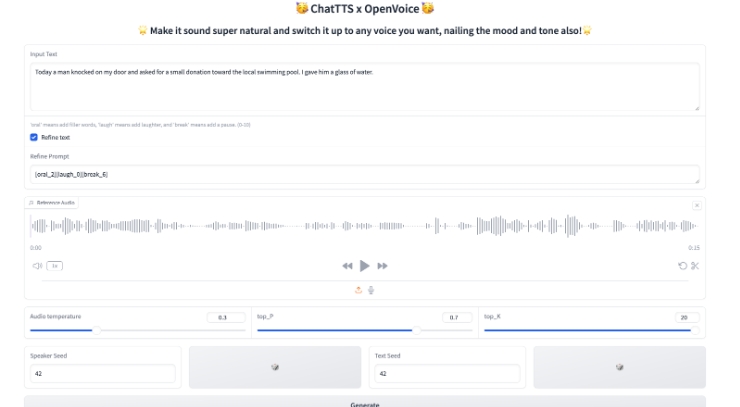 🥳 ChatTTS x OpenVoice 🥳
🌟 Make it sound super natural and switch it up to any voice you want, nailing the mood and tone also!🌟
Input Text
Today a man knocked on my door and asked for a small donation toward the local swimming pool. I gave him a glass of water.
'oral' means add filler words, 'laugh' means add laughter, and 'break' means add a pause. (0-10)
Refine text
Refine Prompt
[oral_2][laugh_0][break_6]
Reference Audio
0:00
0:15
1x
Audio temperature
0.3
top_P
0.7
top_K
20
Speaker Seed
42
Text Seed
42
Generate